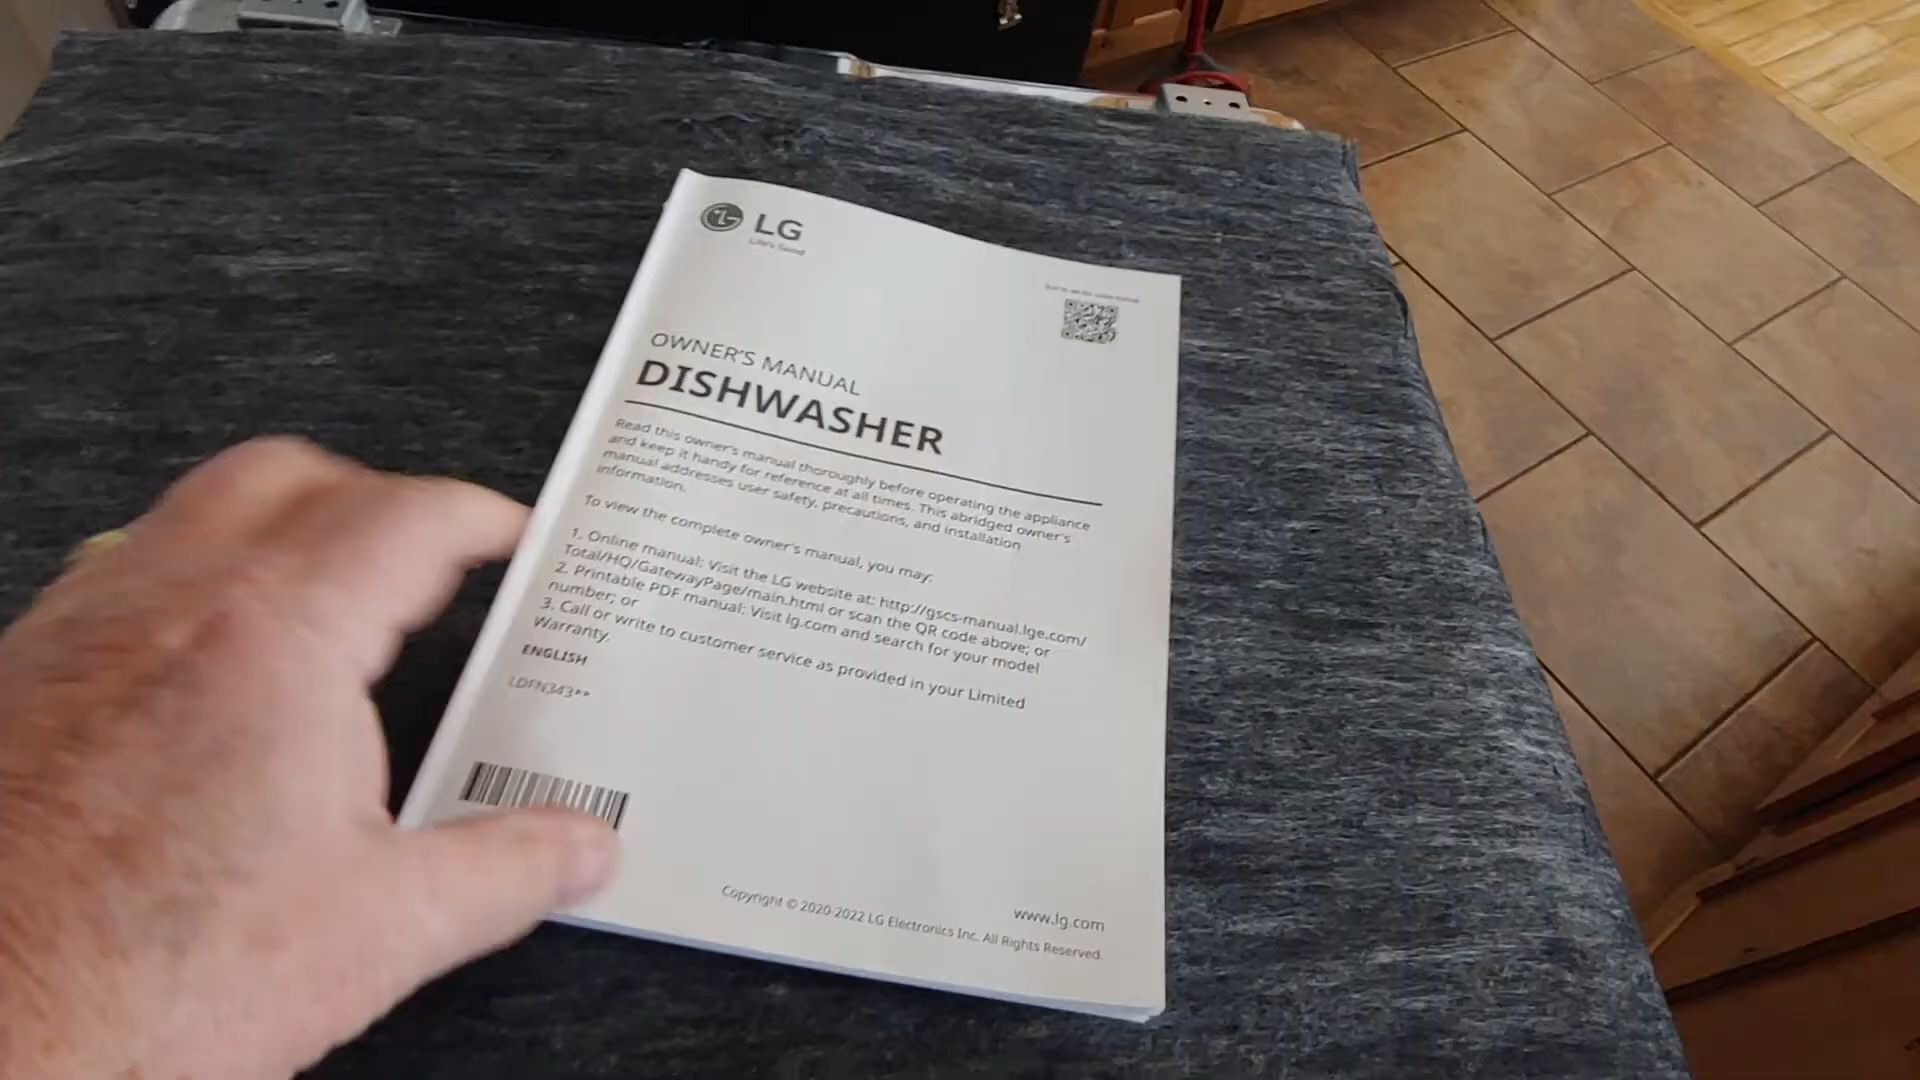 LG
Life's Good
OWNER'S MANUAL
DISHWASHER
Read this owner's manual thoroughly before operating the appliance
and keep it handy for reference at all times. This abridged owner's
manual addresses user safety, precautions, and installation
information.
To view the complete owner's manual, you may:
1. Online manual: Visit the LG website at: http://gscs-manual.lge.com/
Total/HQ/GatewayPage/main.html or scan the QR code above; or
2. Printable PDF manual: Visit lg.com and search for your model
number; or
3. Call or write to customer service as provided in your Limited
Warranty.
ENGLISH
LDFN343**
www.lg.com
Copyright © 2020-2022 LG Electronics Inc. All Rights Reserved.